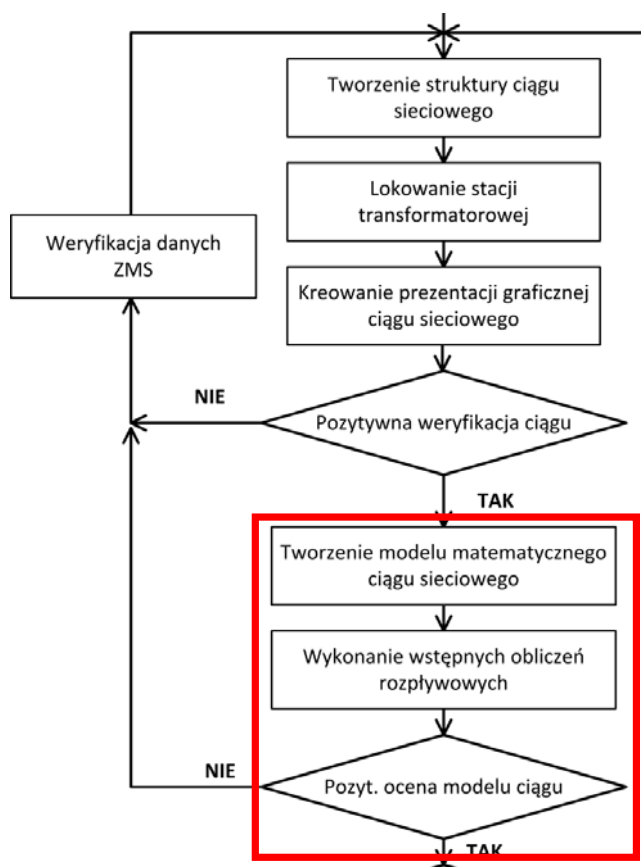 Tworzenie struktury ciągu
sieciowego
Lokowanie stacji
transformatorowej
Weryfikacja danych
ZMS
Kreowanie prezentacji graficznej
ciągu sieciowego
NIE
Pozytywna weryfikacja ciągu
TAK
Tworzenie modelu matematycznego
ciągu sieciowego
Wykonanie wstępnych obliczeń
rozpływowych
NIE
Pozyt. ocena modelu ciągu
TAK